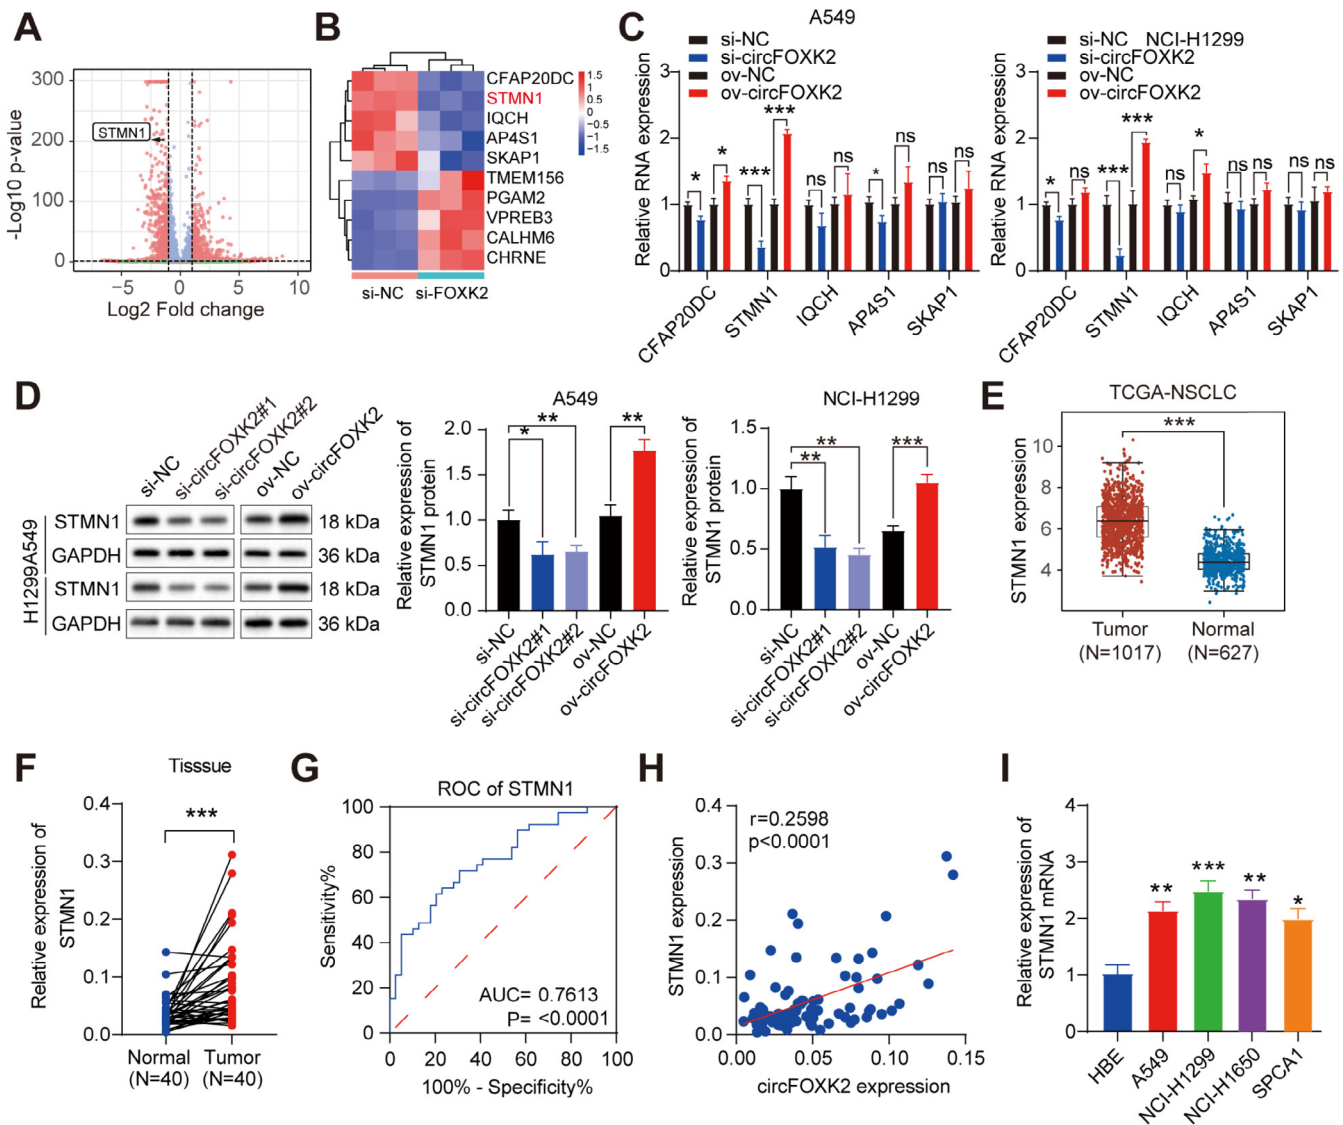 A
300
200
100
0
-Log10 p-value
STMN1
−5
0
5
10
Log2 Fold change
B
CFAP20DC
STMN1
IQCH
AP4S1
SKAP1
TMEM156
PGAM2
VPREB3
CALHM6
CHRNE
1.5
1
0.5
0
−0.5
−1
−1.5
si-NC si-FOXK2
C
A549
si-NC
si-circFOXK2
ov-NC
ov-circFOXK2
Relative RNA expression
3
2
1
0
* * *** *** ns ns * ns ns ns
CFAP20DC
STMN1
IQCH
AP4S1
SKAP1
si-NC NCI-H1299
si-circFOXK2
ov-NC
ov-circFOXK2
Relative RNA expression
3
2
1
0
* ns *** *** ns * ns ns ns ns
CFAP20DC
STMN1
IQCH
AP4S1
SKAP1
D
si-NC
si-circFOXK2#1
si-circFOXK2#2
ov-NC
ov-circFOXK2
H1299 A549
STMN1 18 kDa
GAPDH 36 kDa
STMN1 18 kDa
GAPDH 36 kDa
A549
Relative expression of
STMN1 protein
2.0
1.5
1.0
0.5
0.0
* ** **
si-NC
si-circFOXK2#1
si-circFOXK2#2
ov-NC
ov-circFOXK2
NCI-H1299
Relative expression of
STMN1 protein
1.5
1.0
0.5
0.0
** ** ***
si-NC
si-circFOXK2#1
si-circFOXK2#2
ov-NC
ov-circFOXK2
E
TCGA-NSCLC
STMN1 expression
10
8
6
4
***
Tumor Normal
(N=1017) (N=627)
F
Tisssue
Relative expression of
STMN1
0.4
0.3
0.2
0.1
0.0
***
Normal Tumor
(N=40) (N=40)
G
ROC of STMN1
Sensitivity%
100
80
60
40
20
0
AUC= 0.7613
P= <0.0001
0 20 40 60 80 100
100% - Specificity%
H
STMN1 expression
0.4
0.3
0.2
0.1
0.0
r=0.2598
p<0.0001
0.00 0.05 0.10 0.15
circFOXK2 expression
I
Relative expression of
STMN1 mRNA
4
3
2
1
0
** *** ** *
HBE
A549
NCI-H1299
NCI-H1650
SPCA1